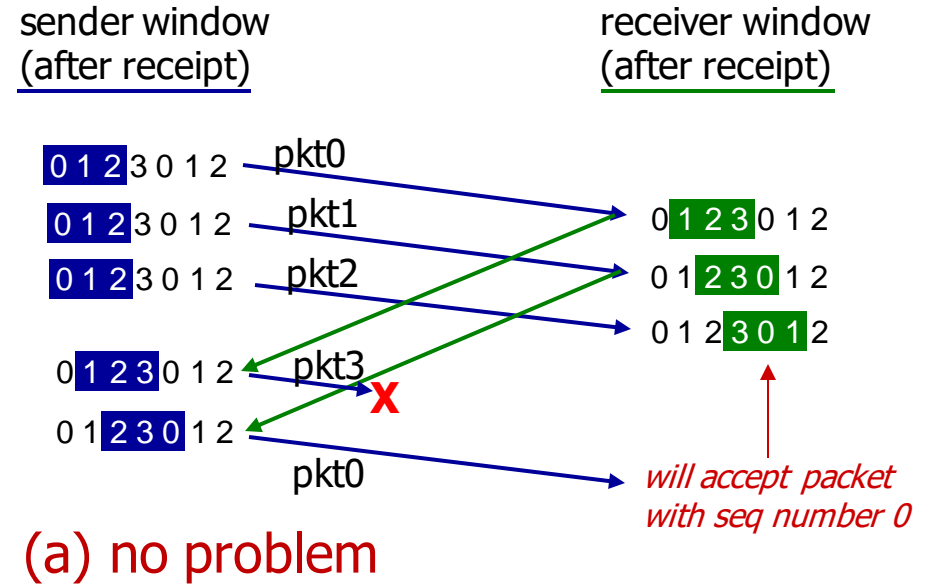 sender window
(after receipt)
receiver window
(after receipt)
0 1 2 3 0 1 2
pkt0
0 1 2 3 0 1 2
pkt1
0 1 2 3 0 1 2
pkt2
0 1 2 3 0 1 2
0 1 2 3 0 1 2
0 1 2 3 0 1 2
0 1 2 3 0 1 2
pkt3
X
0 1 2 3 0 1 2
pkt0
will accept packet
with seq number 0
(a) no problem